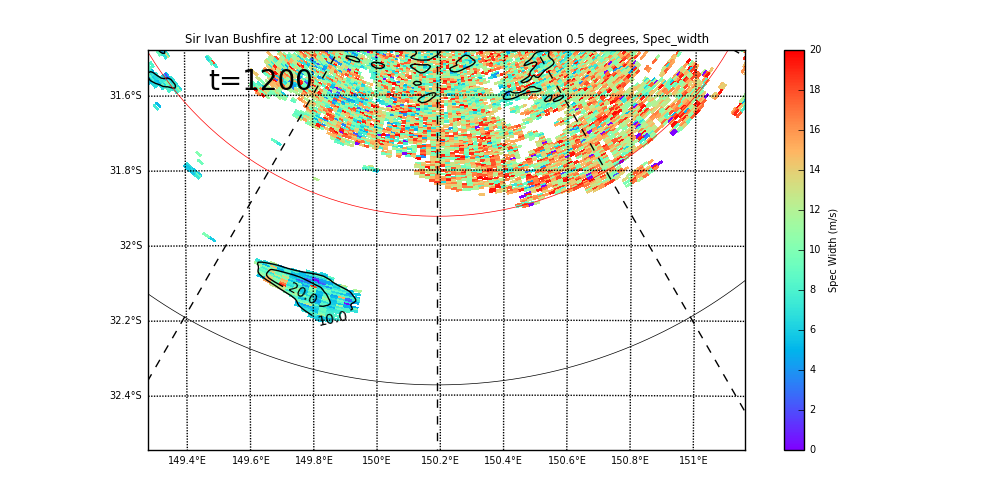 Sir Ivan Bushfire at 12:00 Local Time on 2017 02 12 at elevation 0.5 degrees, Spec_width
t=1200
31.6°S
31.8°S
32°S
32.2°S
32.4°S
20.0
10.0
149.4°E 149.6°E 149.8°E 150°E 150.2°E 150.4°E 150.6°E 150.8°E 151°E
20
18
16
14
12
10
8
6
4
2
0
Spec Width (m/s)